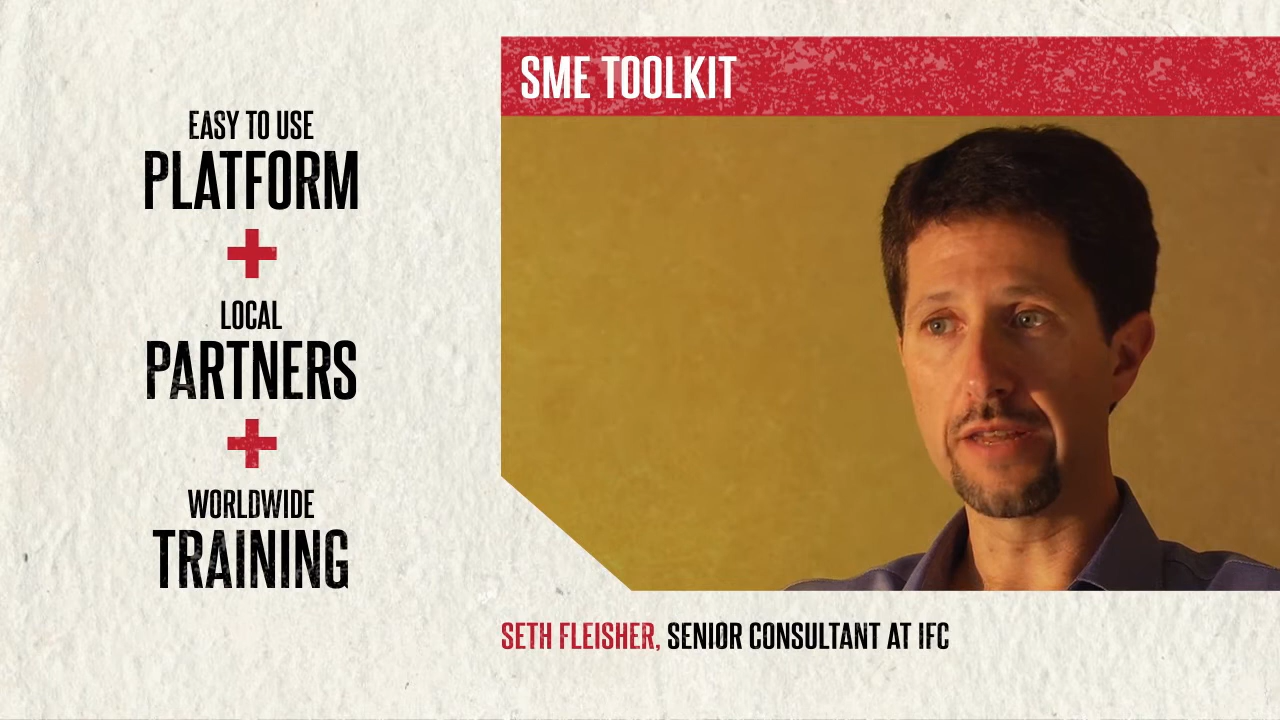 EASY TO USE
PLATFORM
+
LOCAL
PARTNERS
+
WORLDWIDE
TRAINING
SME TOOLKIT
SETH FLEISHER, SENIOR CONSULTANT AT IFC